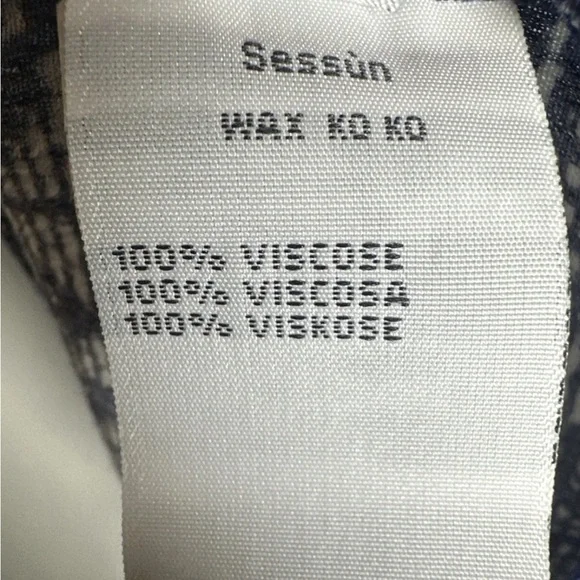 Sessùn
WAX KO KO
100% VISCOSE
100% VISCOSA
100% VISKOSE